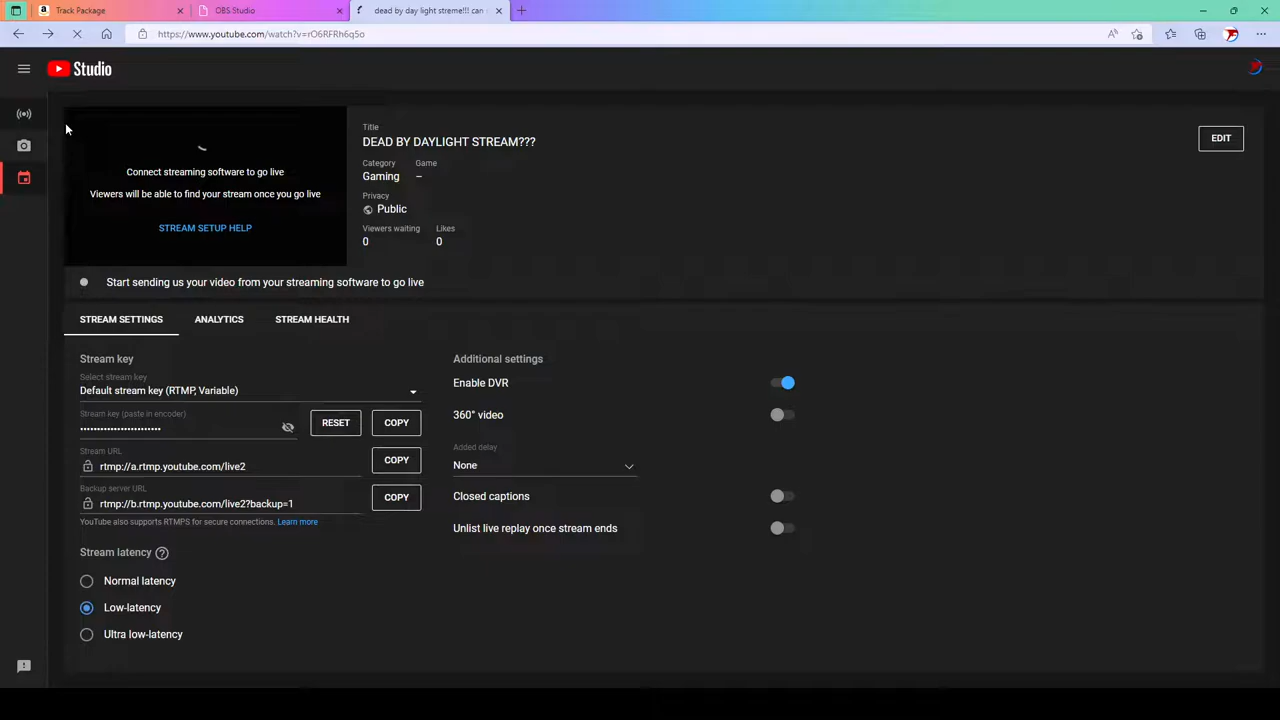 Track Package
OBS Studio
dead by day light streme!!! can
https://www.youtube.com/watch?v=rO6RFRh6q5o
Studio
Connect streaming software to go live
Viewers will be able to find your stream once you go live
STREAM SETUP HELP
Title
DEAD BY DAYLIGHT STREAM???
EDIT
Category Game
Gaming –
Privacy
Public
Viewers waiting Likes
0 0
Start sending us your video from your streaming software to go live
STREAM SETTINGS ANALYTICS STREAM HEALTH
Stream key
Select stream key
Default stream key (RTMP, Variable)
Stream key (paste in encoder)
••••••••••••••••••••••••
RESET COPY
Stream URL
rtmp://a.rtmp.youtube.com/live2
COPY
Backup server URL
rtmp://b.rtmp.youtube.com/live2?backup=1
COPY
YouTube also supports RTMPS for secure connections. Learn more
Stream latency
Normal latency
Low-latency
Ultra low-latency
Additional settings
Enable DVR
360° video
Added delay
None
Closed captions
Unlist live replay once stream ends